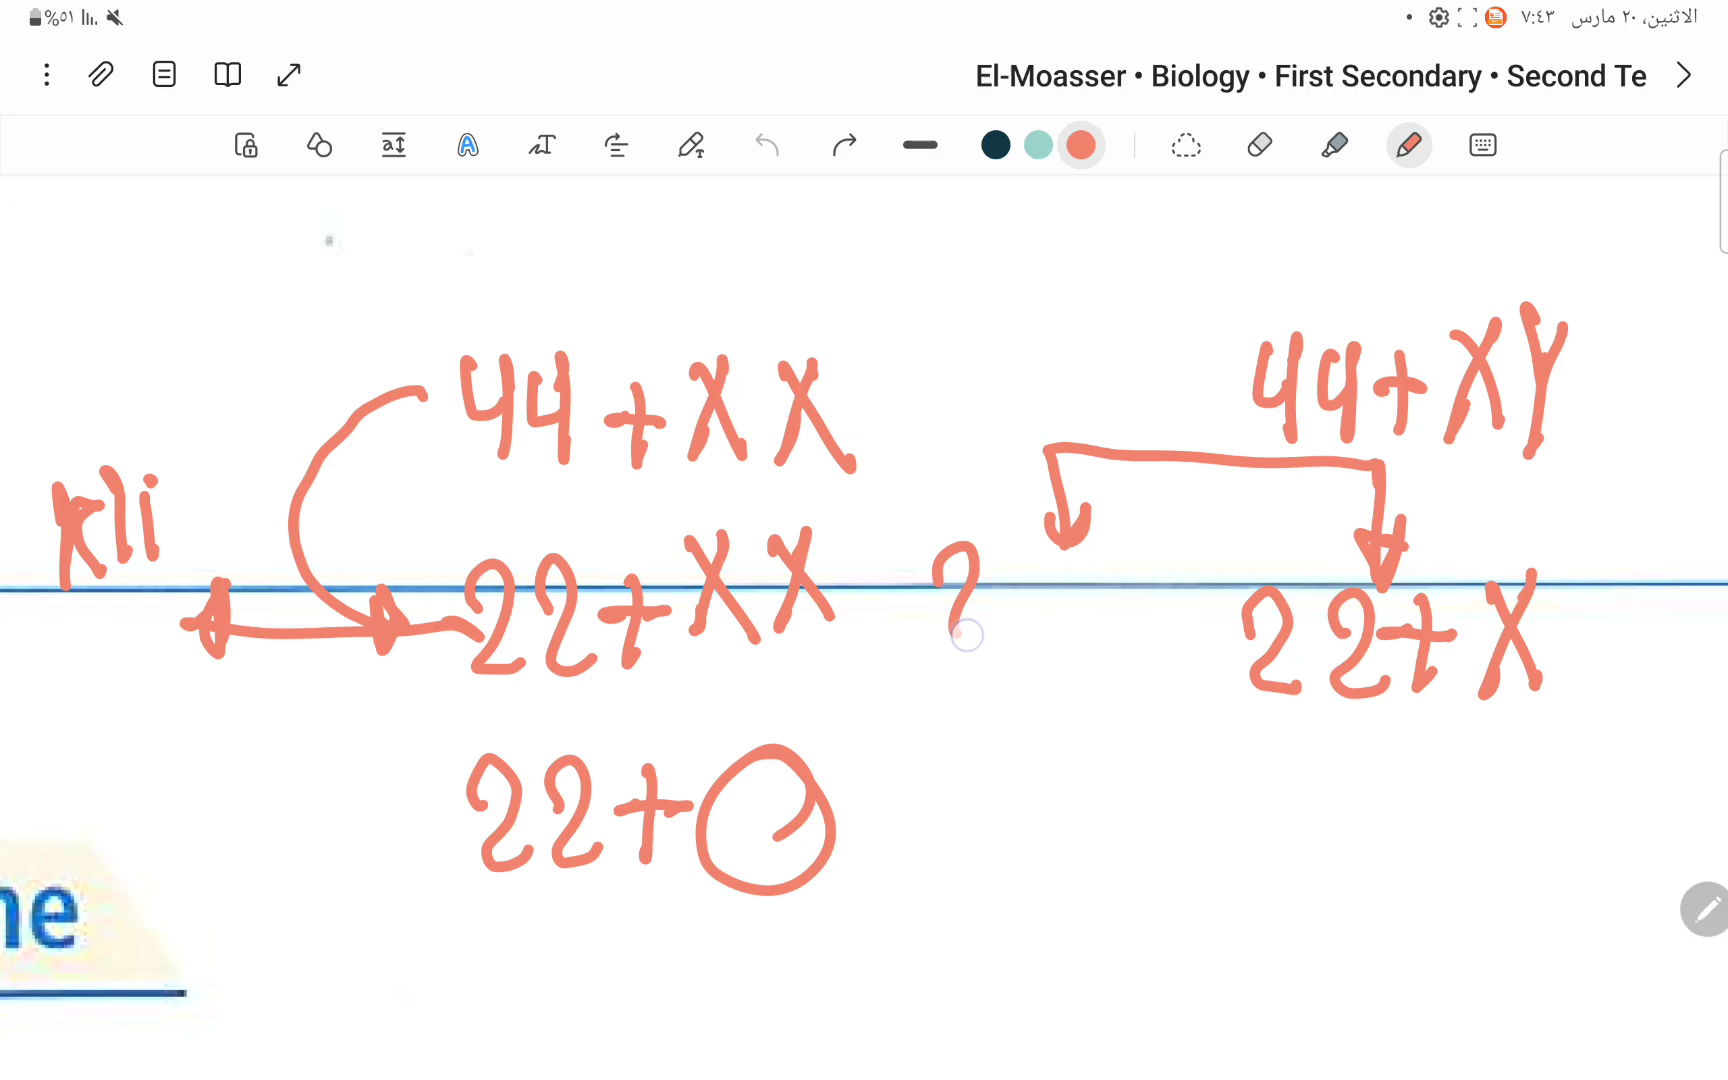 %٥١
الاثنين، ٢٠ مارس ٧:٤٣
El-Moasser • Biology • First Secondary • Second Te
44+XX
44+XY
kli
22+XX ?
22+X
22+
ne